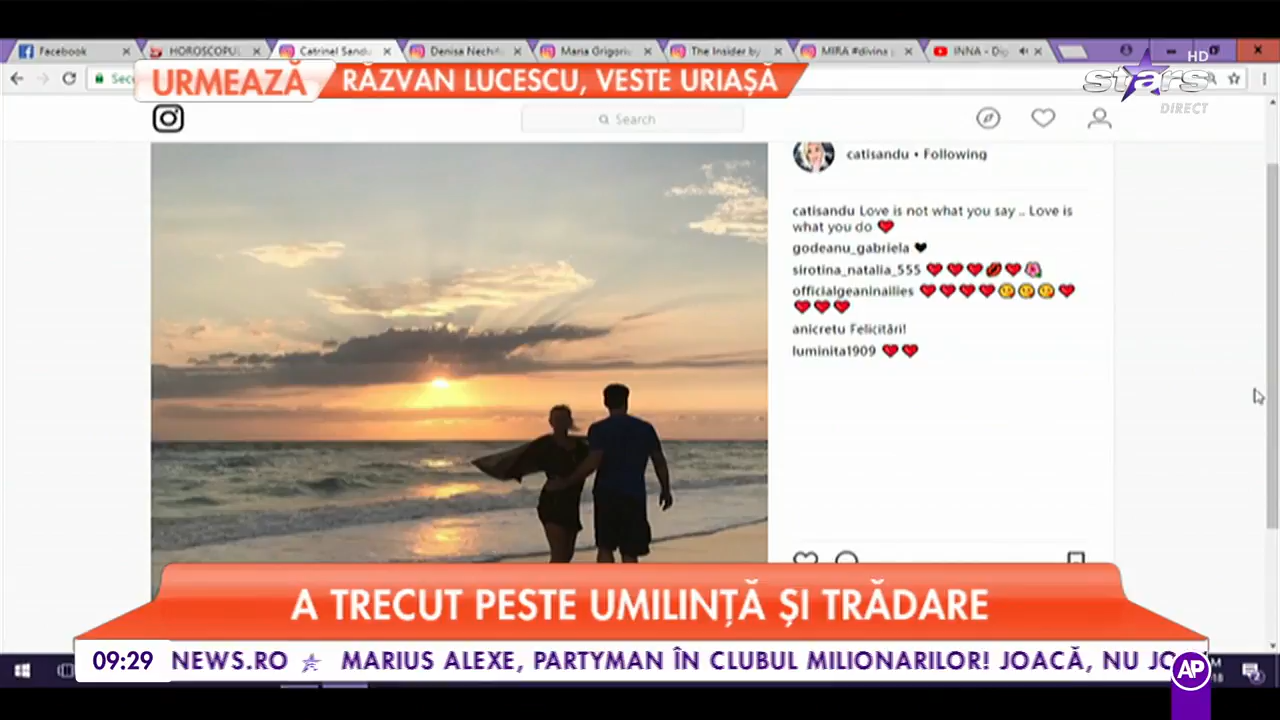 Facebook
HOROSCOPUL
Catrinel Sandu
Denisa Nechi
Maria Grigori
The Insider by
MIRA #divina
INNA - Di
URMEAZĂ
RĂZVAN LUCESCU, VESTE URIAȘĂ
HD
stars
DIRECT
Search
catisandu • Following
catisandu Love is not what you say .. Love is
what you do ❤️
godeanu_gabriela 🖤
sirotina_natalia_555 ❤️❤️❤️💋❤️🌺
officialgeaninailies ❤️❤️❤️❤️😘😘😘❤️
❤️❤️❤️
anicretu Felicitări!
luminita1909 ❤️❤️
A TRECUT PESTE UMILINȚĂ ȘI TRĂDARE
09:29 NEWS.RO ☆ MARIUS ALEXE, PARTYMAN ÎN CLUBUL MILIONARILOR! JOACĂ, NU JO
AP